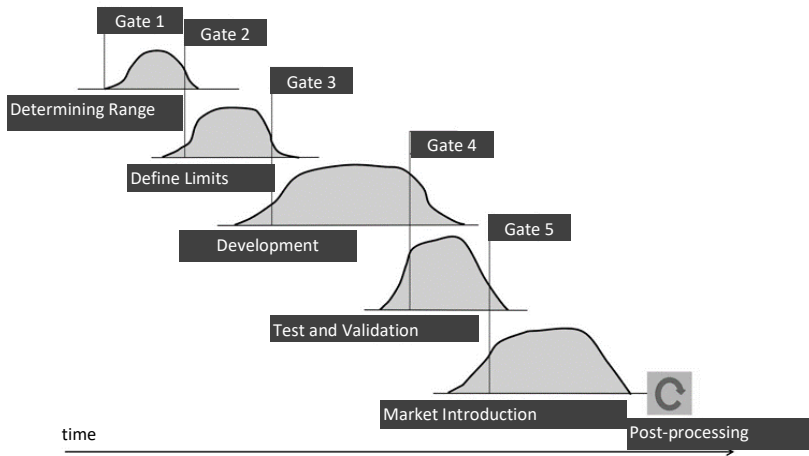 Gate 1
Gate 2
Gate 3
Determining Range
Gate 4
Define Limits
Gate 5
Development
Test and Validation
Market Introduction
Post-processing
time